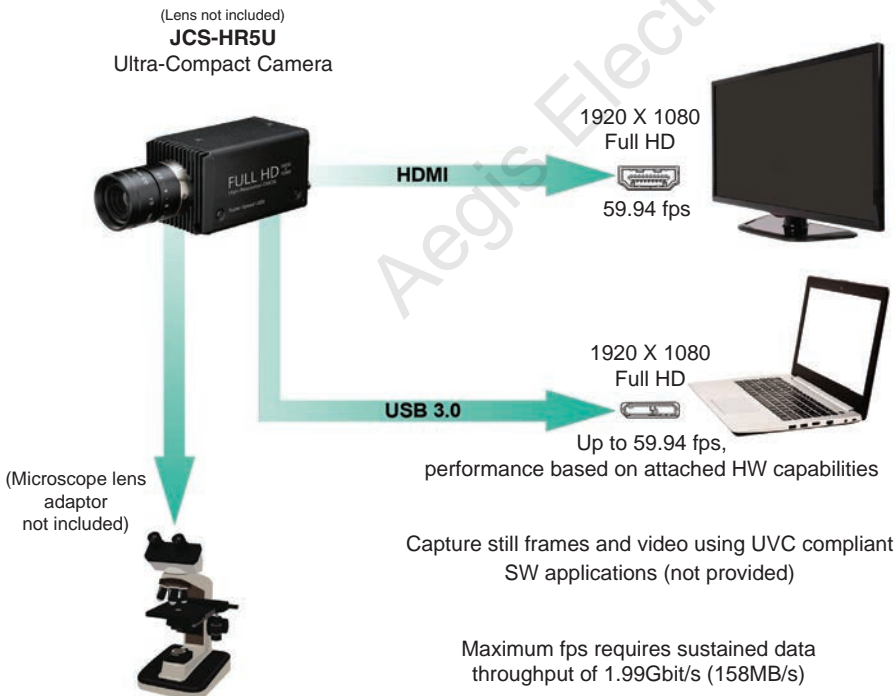 (Lens not included)
JCS-HR5U
Ultra-Compact Camera
FULL HD
HDMI
1920 X 1080
Full HD
59.94 fps
USB 3.0
1920 X 1080
Full HD
Up to 59.94 fps,
performance based on attached HW capabilities
(Microscope lens
adaptor
not included)
Capture still frames and video using UVC compliant
SW applications (not provided)
Maximum fps requires sustained data
throughput of 1.99Gbit/s (158MB/s)